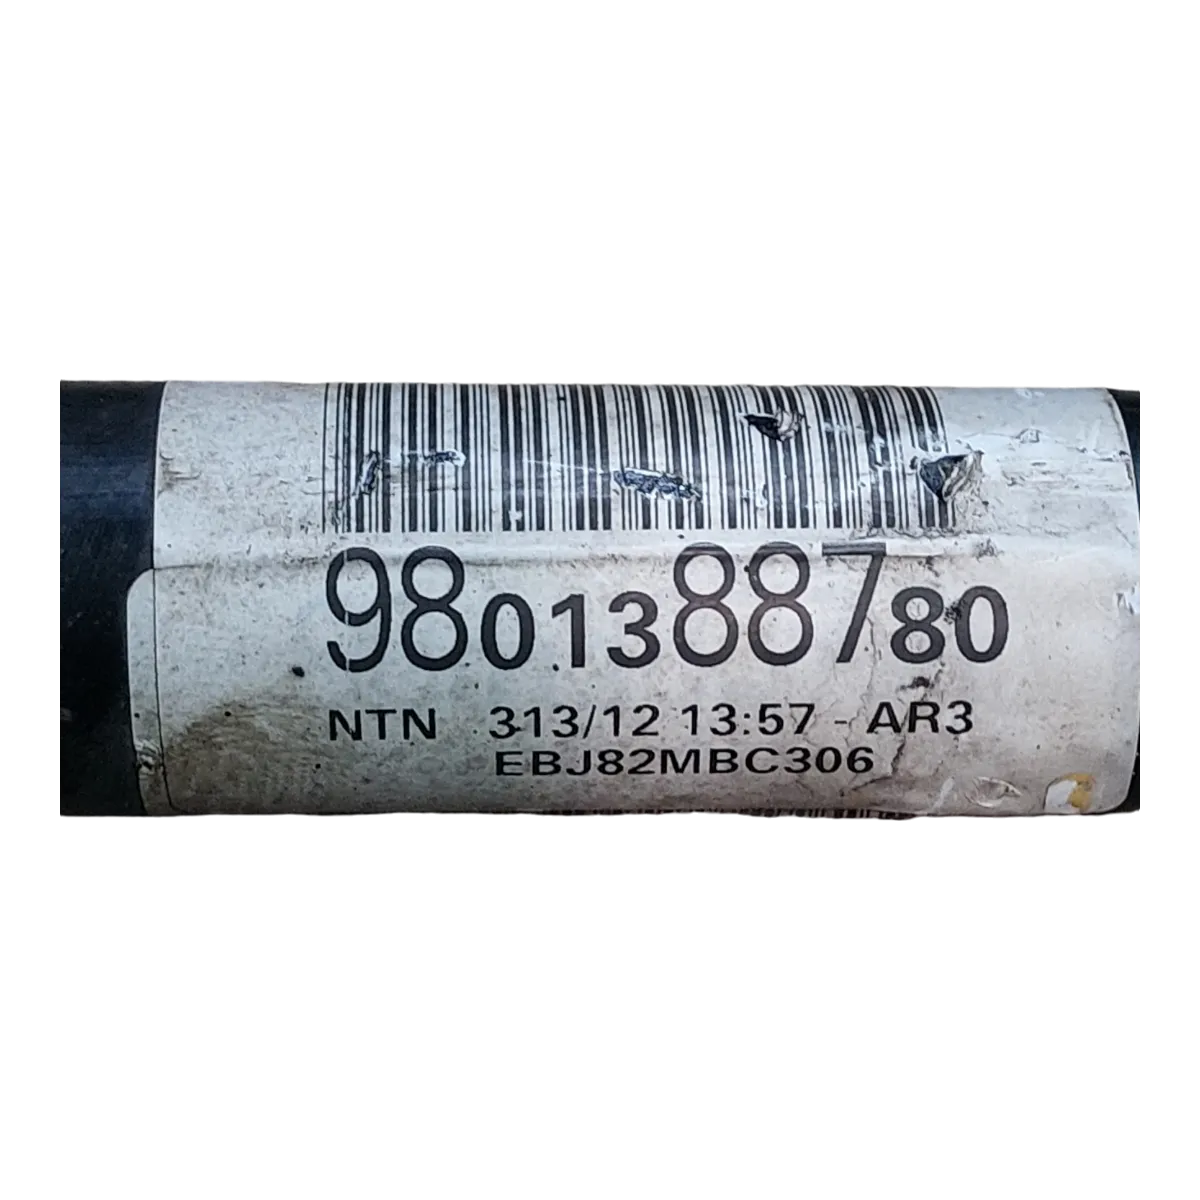 9801388780
NTN 313/12 13:57 - AR3
EBJ82MBC306